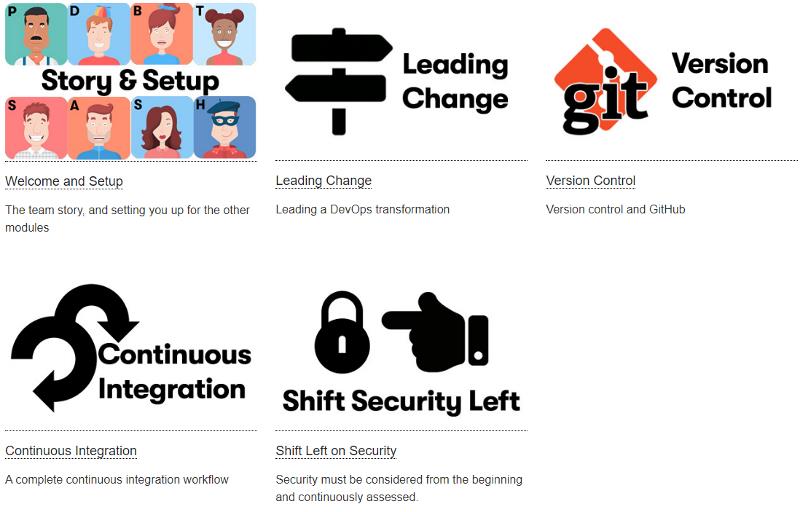 P D B T
Story & Setup
S A S H
Welcome and Setup
The team story, and setting you up for the other
modules
Leading
Change
Leading Change
Leading a DevOps transformation
git
Version
Control
Version Control
Version control and GitHub
Continuous
Integration
Continuous Integration
A complete continuous integration workflow
Shift Security Left
Shift Left on Security
Security must be considered from the beginning
and continuously assessed.